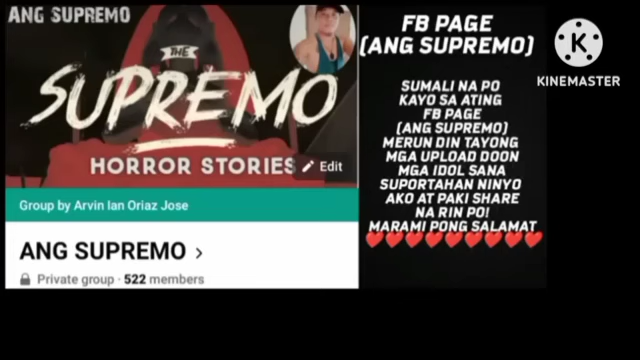 ANG SUPREMO
THE
SUPREMO
HORROR STORIES
Edit
Group by Arvin Ian Oriaz Jose
ANG SUPREMO
Private group · 522 members
FB PAGE
(ANG SUPREMO)
SUMALI NA PO
KAYO SA ATING
FB PAGE
(ANG SUPREMO)
MERUN DIN TAYONG
MGA UPLOAD DOON
MGA IDOL SANA
SUPORTAHAN NINYO
AKO AT PAKI SHARE
NA RIN PO!
MARAMI PONG SALAMAT
K
KINEMASTER